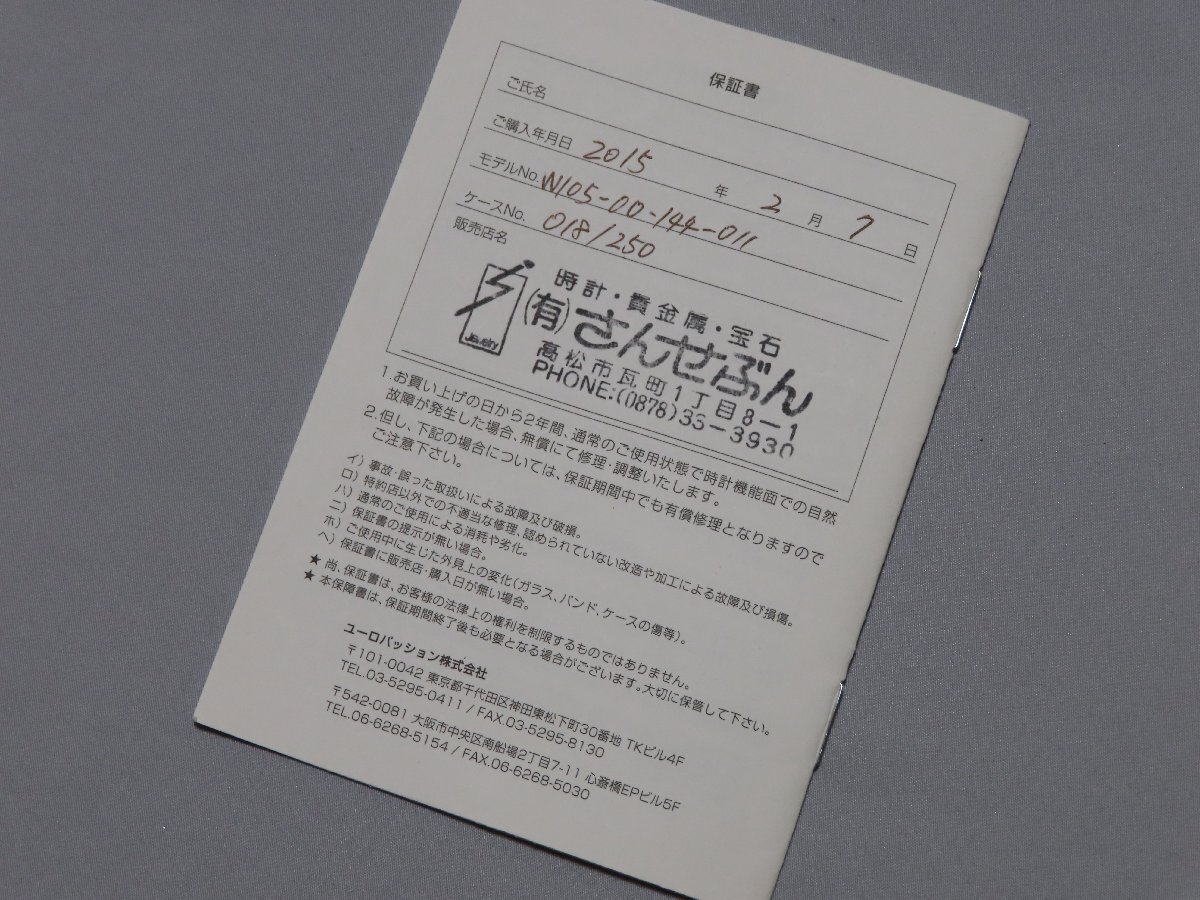 保証書
ご氏名
ご購入年月日 2015 年 2 月 7 日
モデルNo. W105-00-144-011
ケースNo. 018/250
販売店名
時計・貴金属・宝石
(有)さんせぶん
高松市瓦町1丁目8-1
PHONE:(0878)33-3930
Jewelry
1.お買い上げの日から2年間、通常のご使用状態で時計機能面での自然
故障が発生した場合、無償にて修理・調整いたします。
2.但し、下記の場合については、保証期間中でも有償修理となりますので
ご注意下さい。
イ）事故・誤った取扱いによる故障及び破損。
ロ）特約店以外での不適当な修理、認められていない改造や加工による故障及び損傷。
ハ）通常のご使用による消耗や劣化。
ニ）保証書の提示が無い場合。
ホ）ご使用中に生じた外見上の変化（ガラス、バンド、ケースの傷等）。
ヘ）保証書に販売店・購入日が無い場合。
★ 尚、保証書は、お客様の法律上の権利を制限するものではありません。
★ 本保障書は、保証期間終了後も必要となる場合がございます。大切に保管して下さい。
ユーロパッション株式会社
〒101-0042 東京都千代田区神田東松下町30番地 TKビル4F
TEL.03-5295-0411 / FAX.03-5295-8130
〒542-0081 大阪市中央区南船場2丁目7-11 心斎橋EPビル5F
TEL.06-6268-5154 / FAX.06-6268-5030